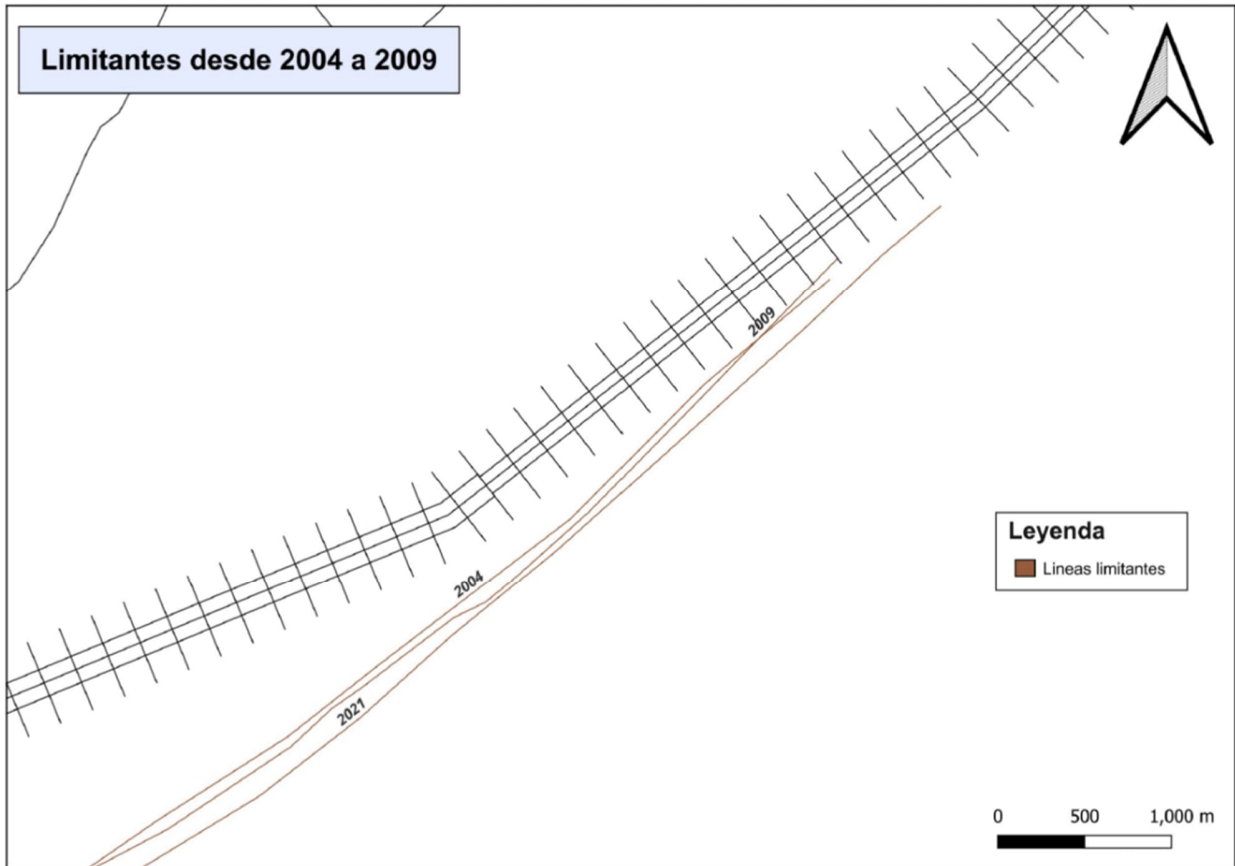 Limitantes desde 2004 a 2009
2009
2004
2021
Leyenda
Lineas limitantes
0 500 1,000 m